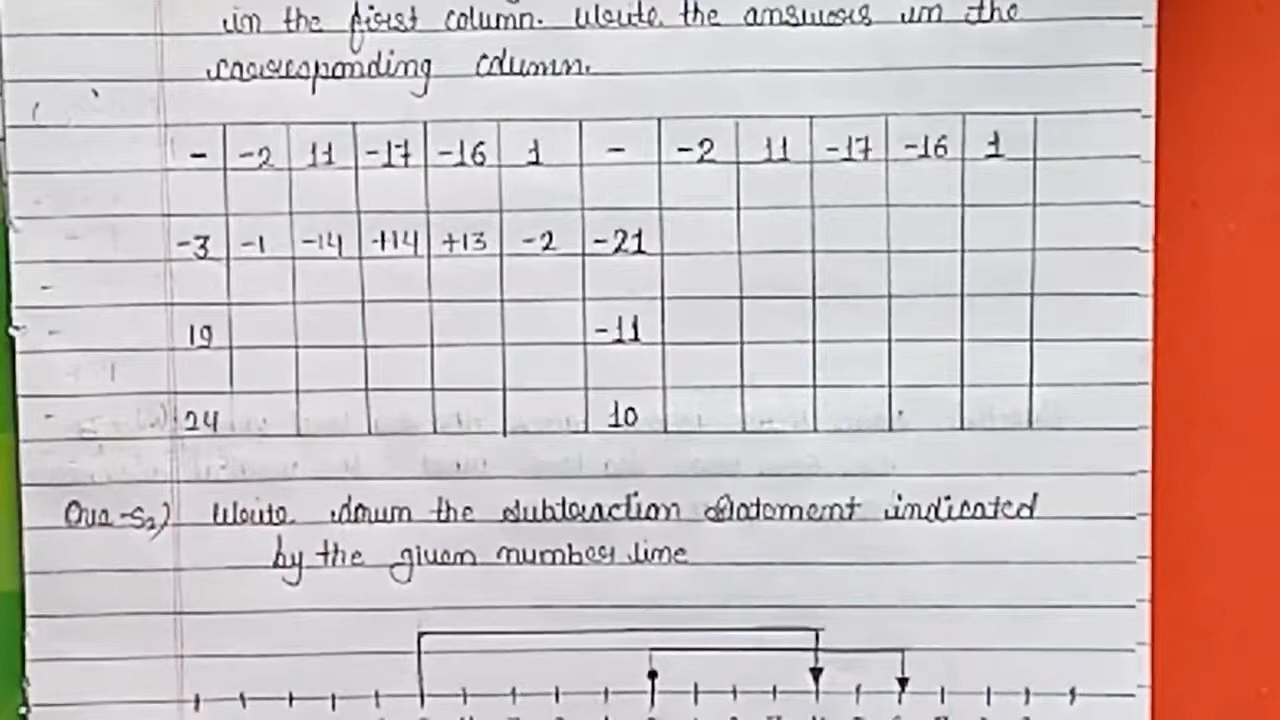 in the first column. Write the answers in the
corresponding column.
- -2 11 -17 -16 1 - -2 11 -17 -16 1
-3 -1 -14 +14 +13 -2 -21
19 -11
24 10
Que-S2) Write down the subtraction statement indicated
by the given number line